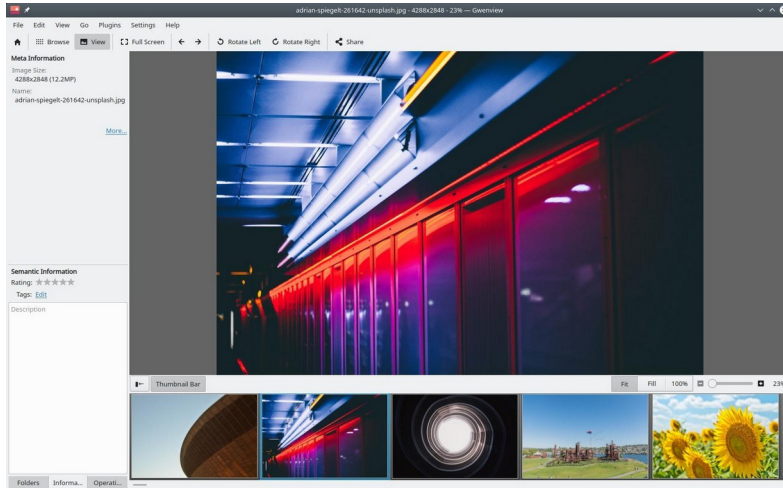 adrian-spiegelt-261642-unsplash.jpg - 4288x2848 - 23% — Gwenview
File Edit View Go Plugins Settings Help
Browse View Full Screen Rotate Left Rotate Right Share
Meta Information
Image Size:
4288x2848 (12.2MP)
Name:
adrian-spiegelt-261642-unsplash.jpg
More...
Semantic Information
Rating:
Tags: Edit
Description
Thumbnail Bar Fit Fill 100% 23%
Folders Informa... Operati...